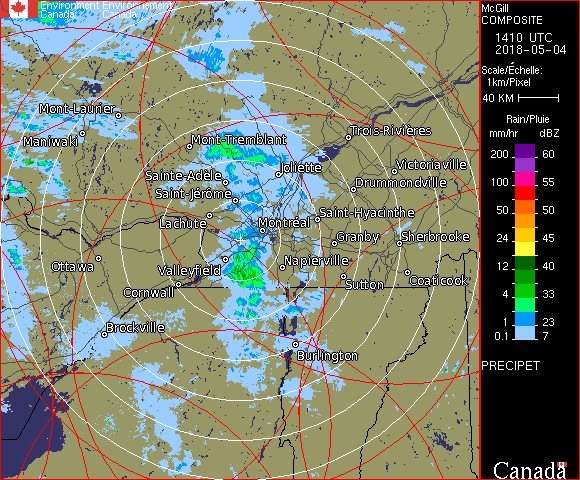 Environment Environnement
Canada Canada
McGill
COMPOSITE
1410 UTC
2018-05-04
Scale/Échelle:
1km/Pixel
40 KM
Rain/Pluie
mm/hr dBZ
200 60
100 55
50 50
24 45
12 40
4 33
1 23
0.1 7
PRECIPET
Canada
Mont-Laurier
Maniwaki
Mont-Tremblant
Trois-Rivières
Joliette
Victoriaville
Sainte-Adèle
Drummondville
Saint-Jérôme
Saint-Hyacinthe
Lachute
Montréal
Granby
Sherbrooke
Ottawa
Valleyfield
Napierville
Cornwall
Sutton
Coaticook
Brockville
Burlington